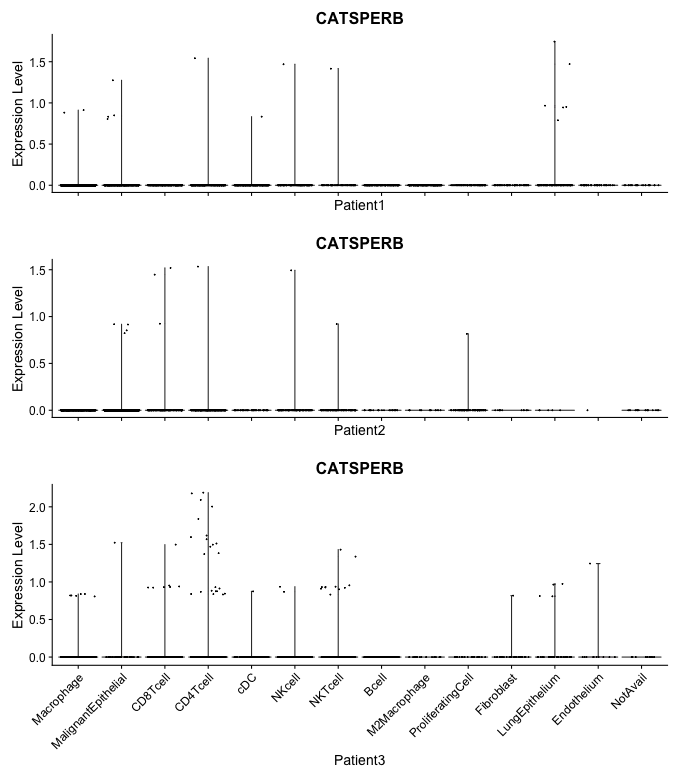 CATSPERB
Expression Level
1.5
1.0
0.5
0.0
Patient1
CATSPERB
Expression Level
1.5
1.0
0.5
0.0
Patient2
CATSPERB
Expression Level
2.0
1.5
1.0
0.5
0.0
Macrophage
MalignantEpithelial
CD8Tcell
CD4Tcell
cDC
NKcell
NKTcell
Bcell
M2Macrophage
ProliferatingCell
Fibroblast
LungEpithelium
Endothelium
NotAvail
Patient3